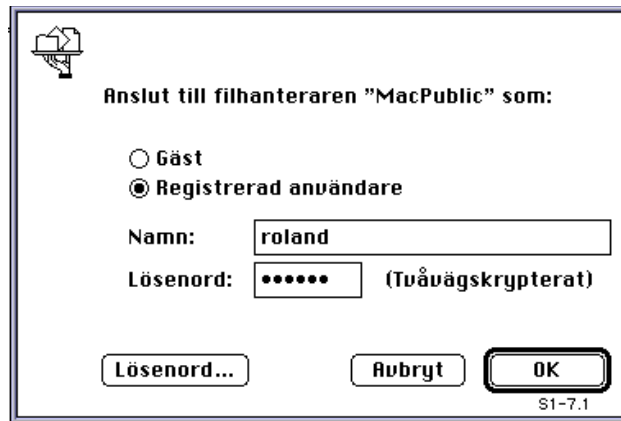 Anslut till filhanteraren ”MacPublic” som:
Gäst
Registrerad användare
Namn: roland
Lösenord: •••••• (Tvåvägskrypterat)
Lösenord... Avbryt OK
S1-7.1